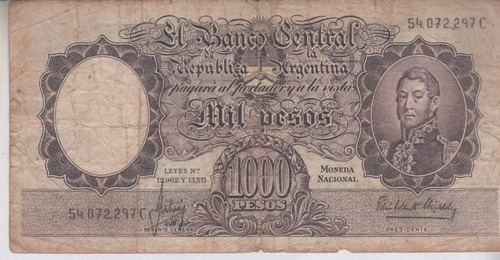 54.072,297 C
El Banco Central
de la
República Argentina
pagará al portador y a la vista
Mil pesos
LEYES Nos
12.962 Y 13.571
MONEDA
NACIONAL
1000
PESOS
54.072,297 C
GERENTE GENERAL
PRESIDENTE